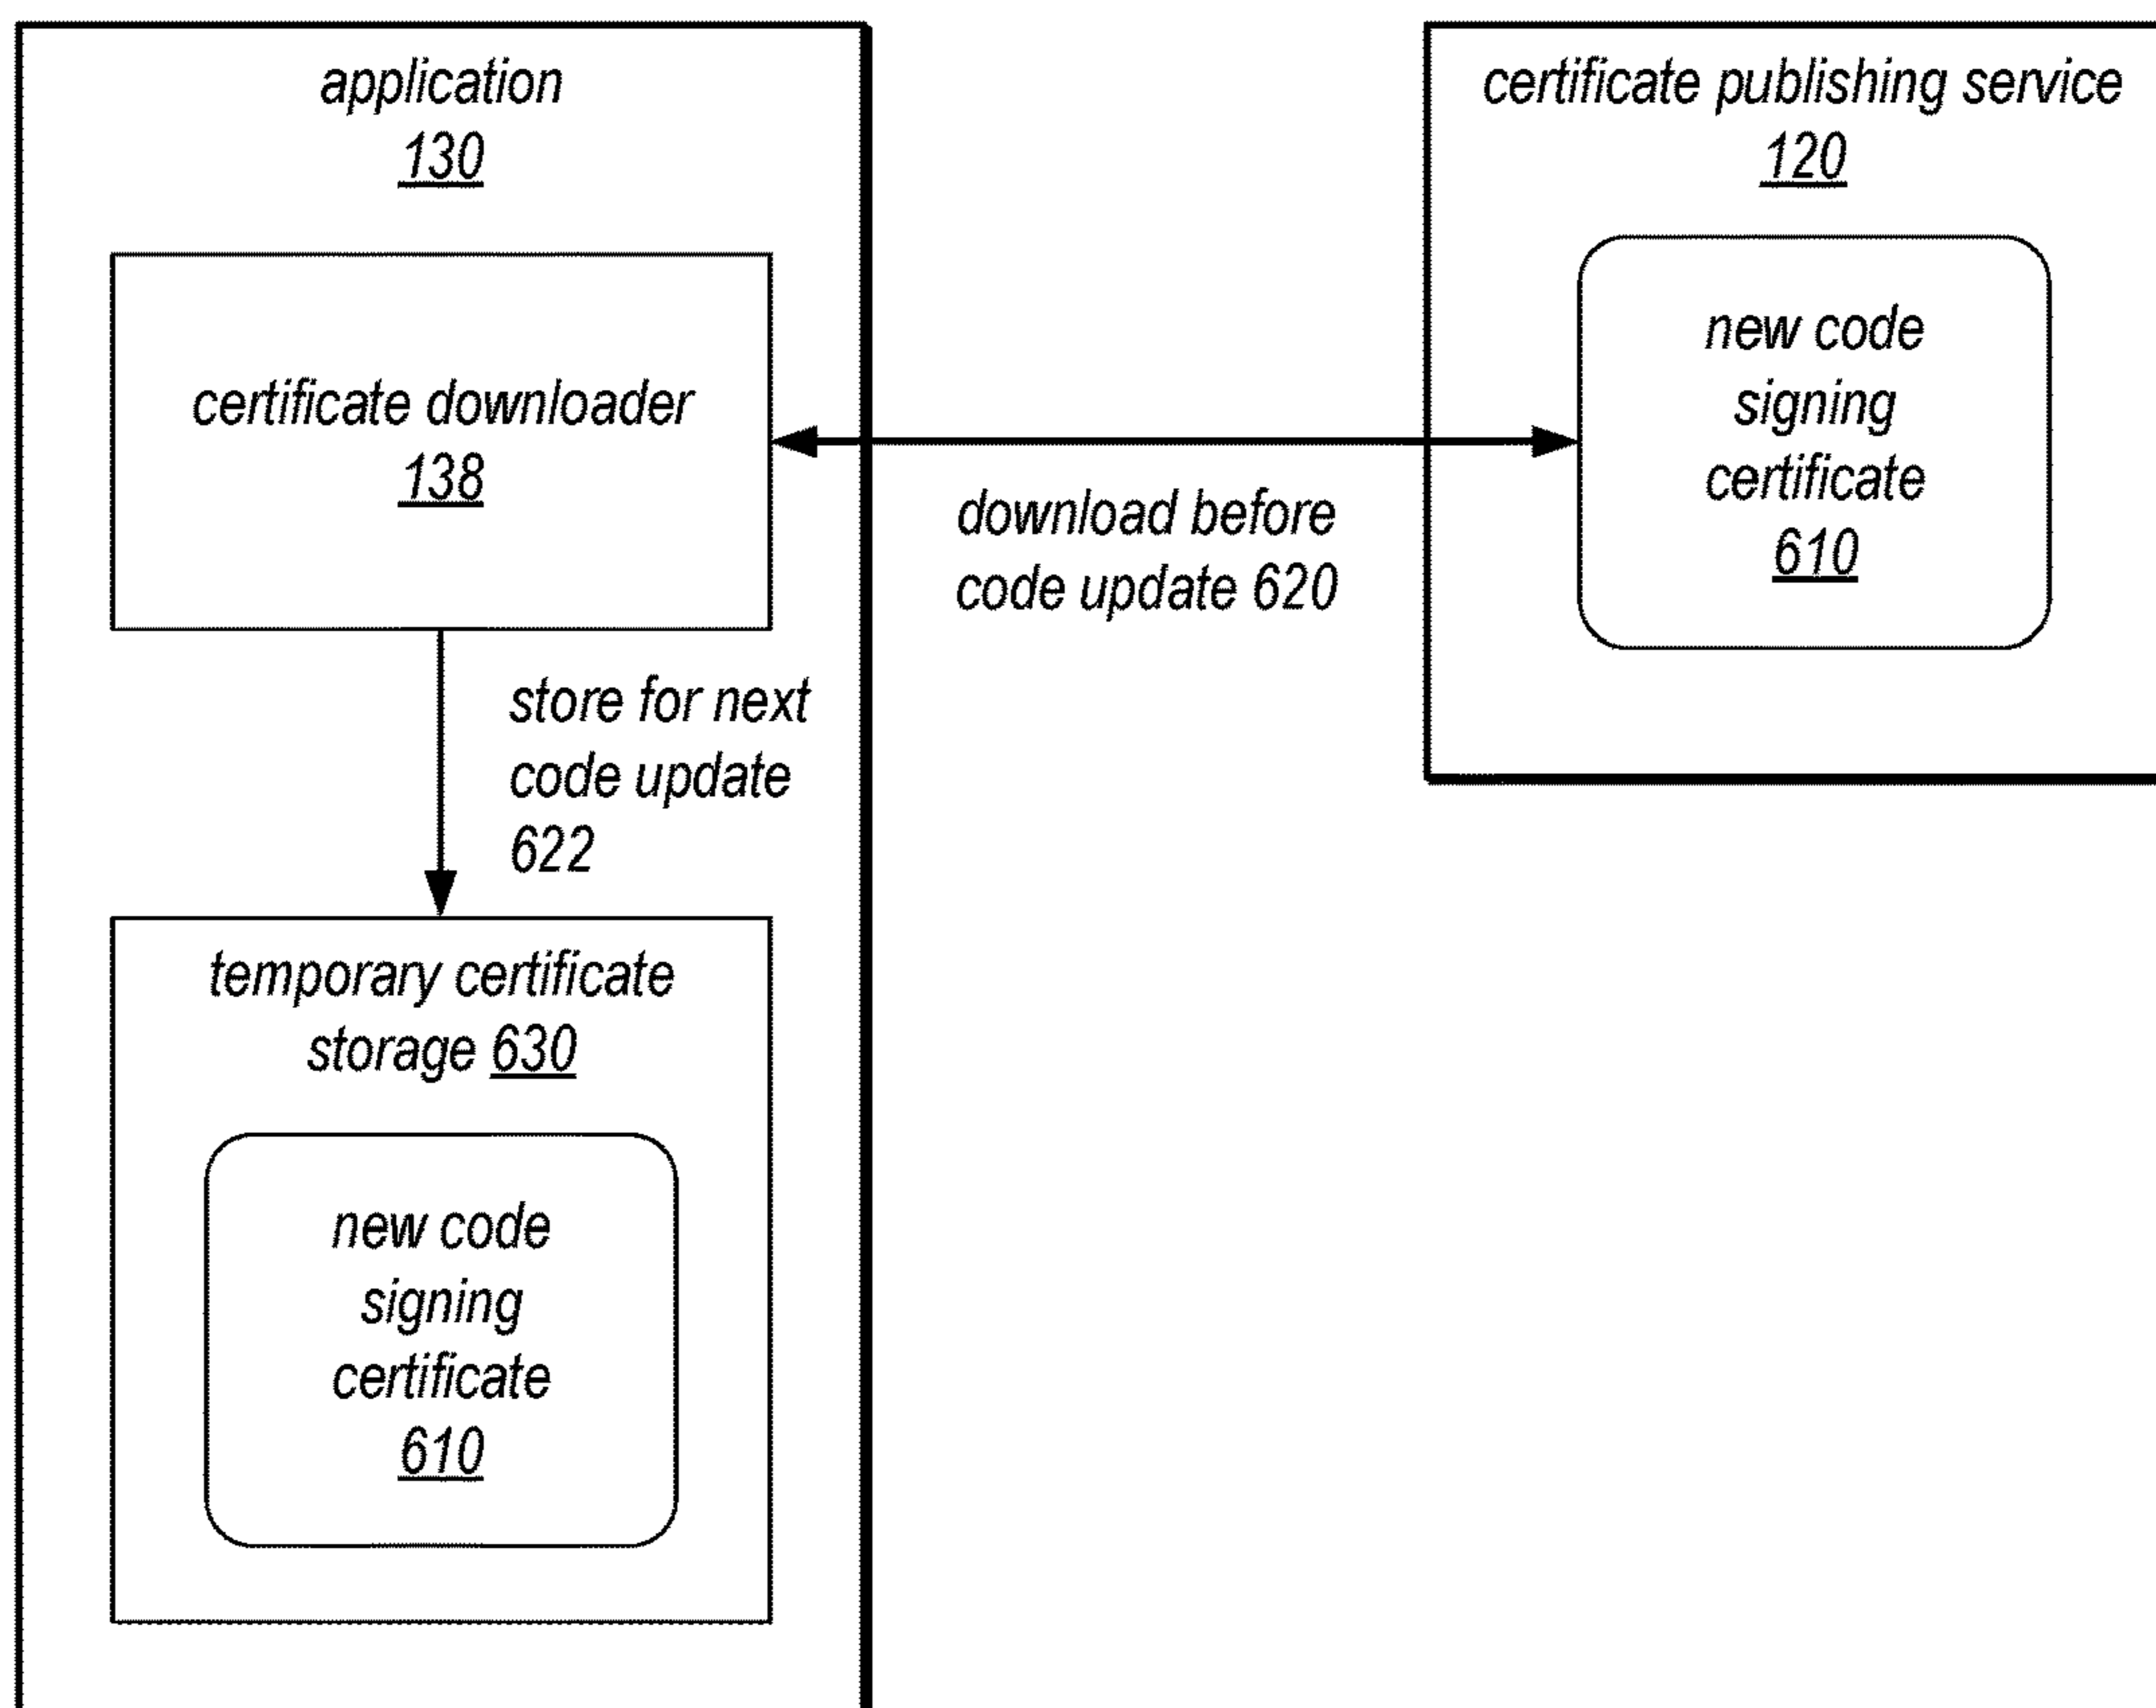 application
130
certificate downloader
138
store for next
code update
622
temporary certificate
storage 630
new code
signing
certificate
610
download before
code update 620
certificate publishing service
120
new code
signing
certificate
610